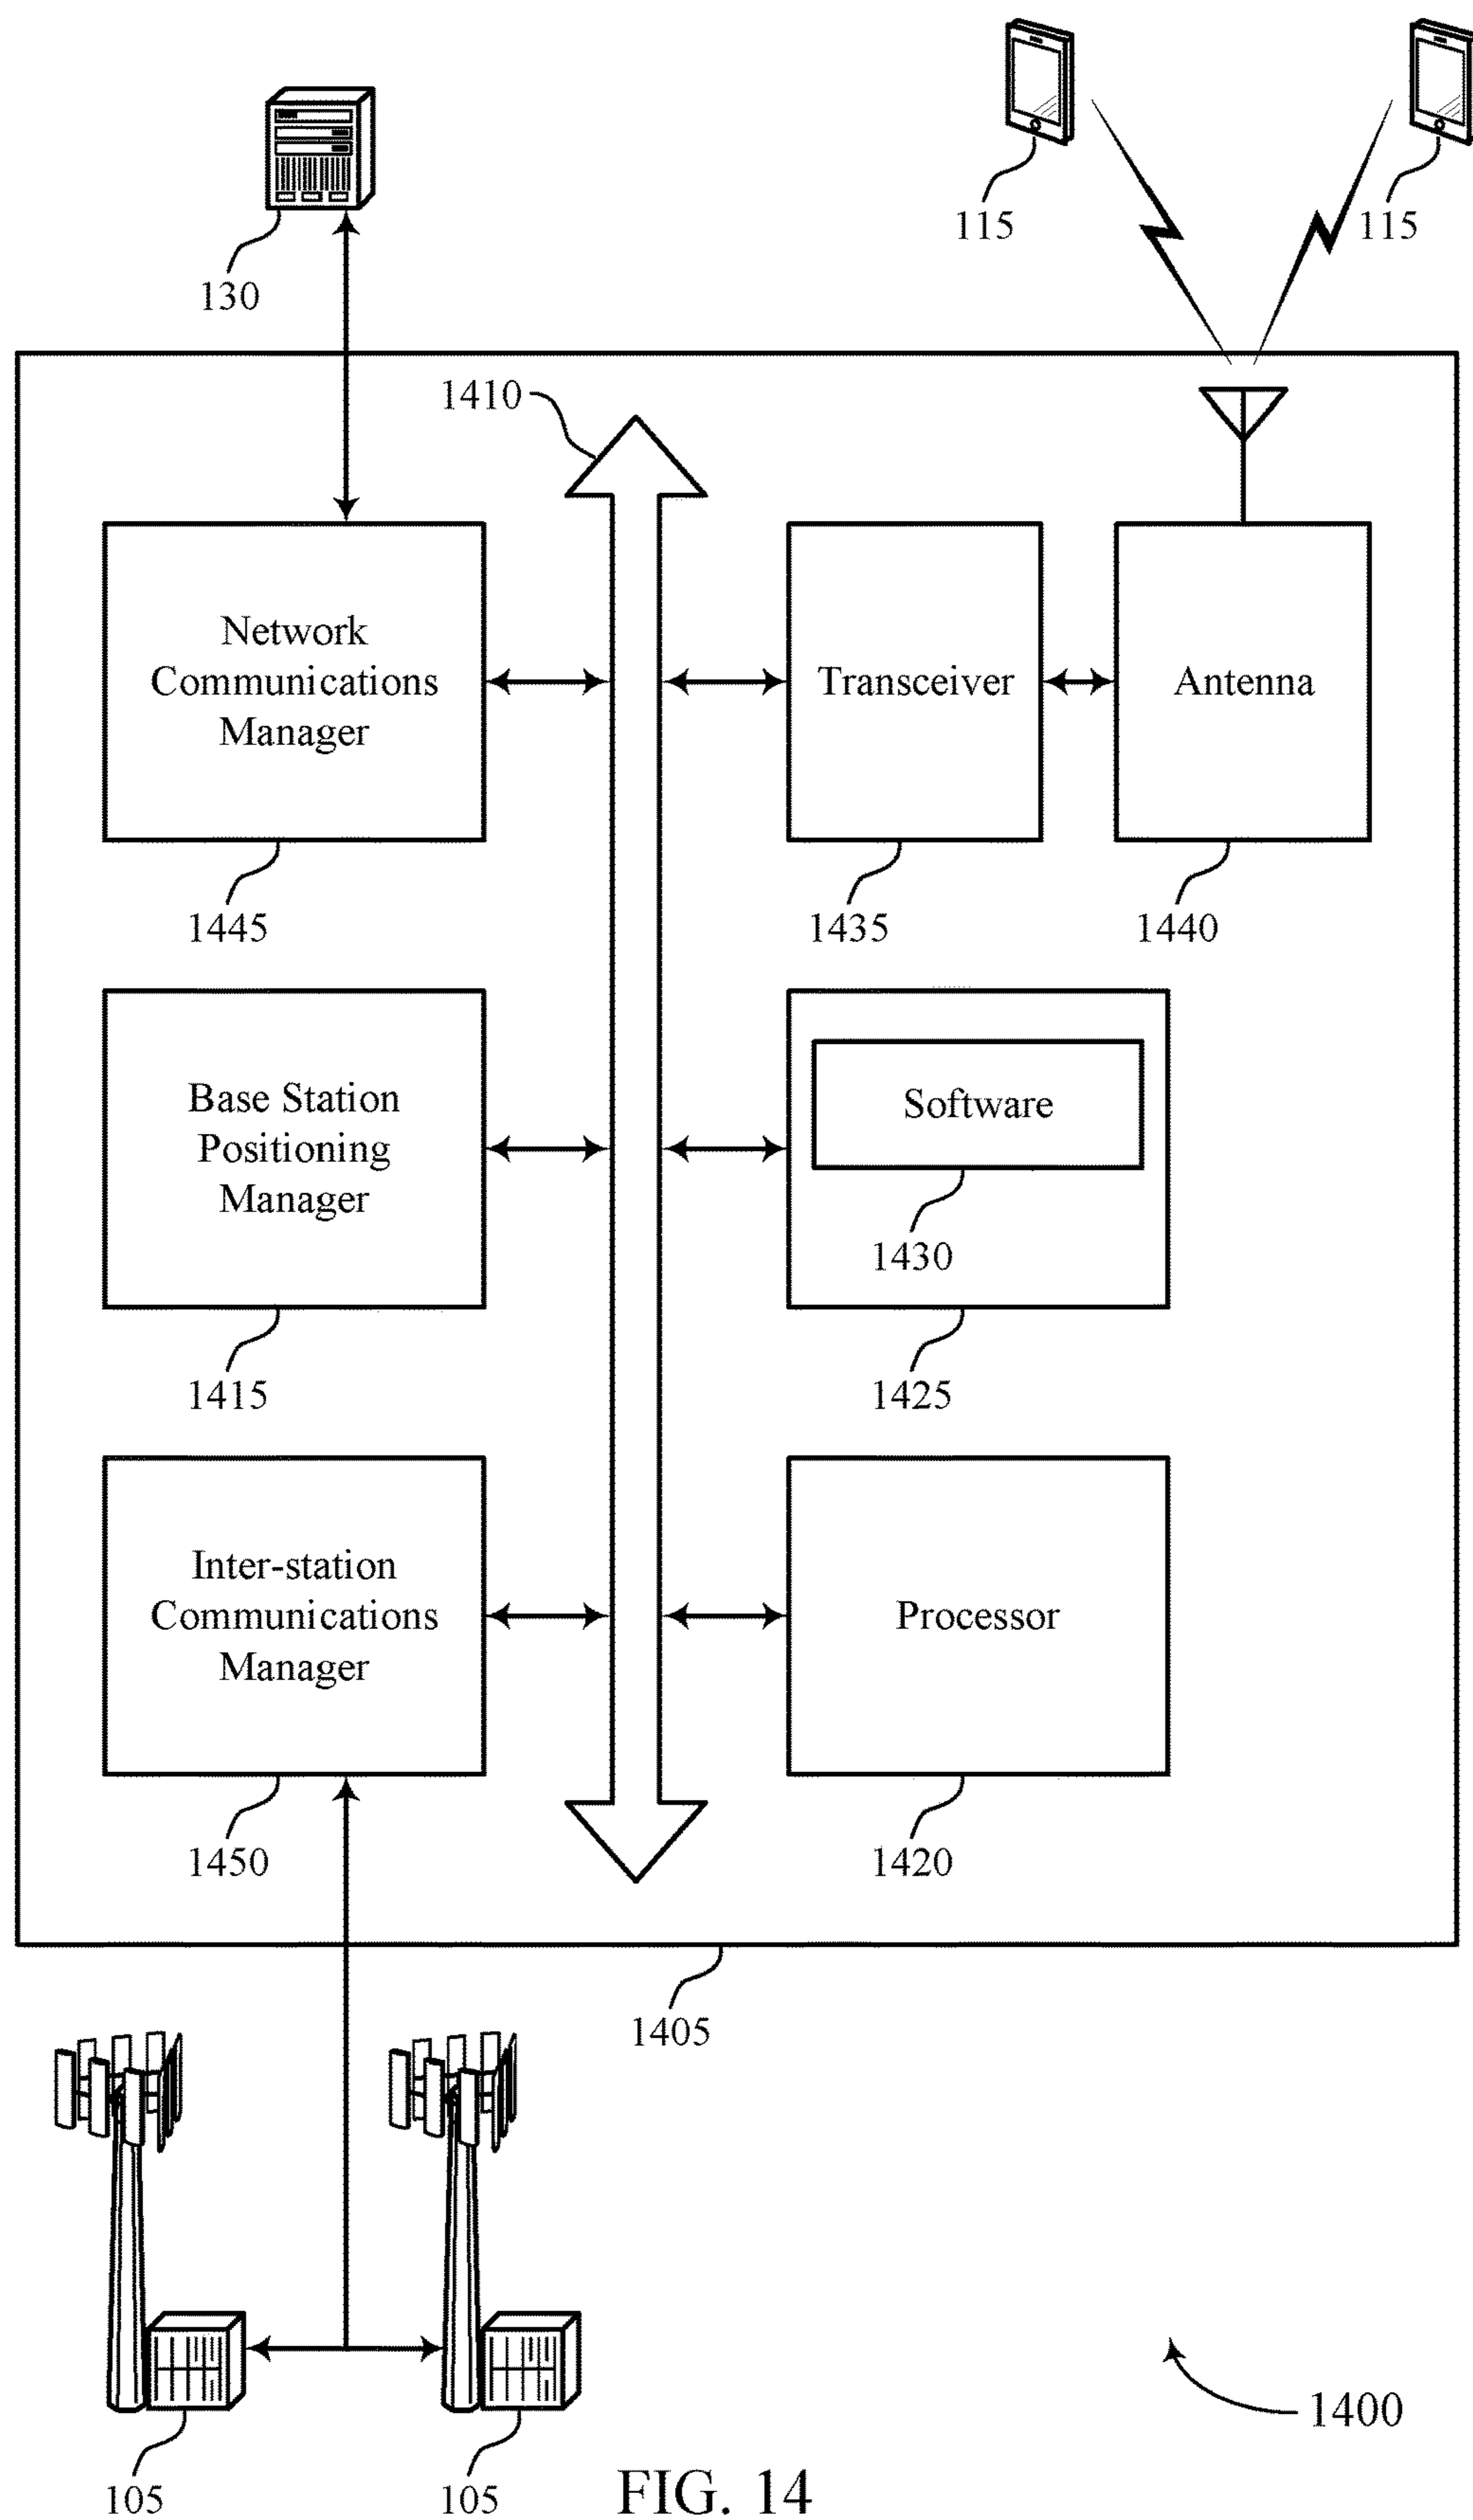 130
115
115
1410
Network
Communications
Manager
Transceiver
Antenna
1445
1435
1440
Base Station
Positioning
Manager
Software
1430
1415
1425
Inter-station
Communications
Manager
Processor
1450
1420
1405
1400
105
105
FIG. 14